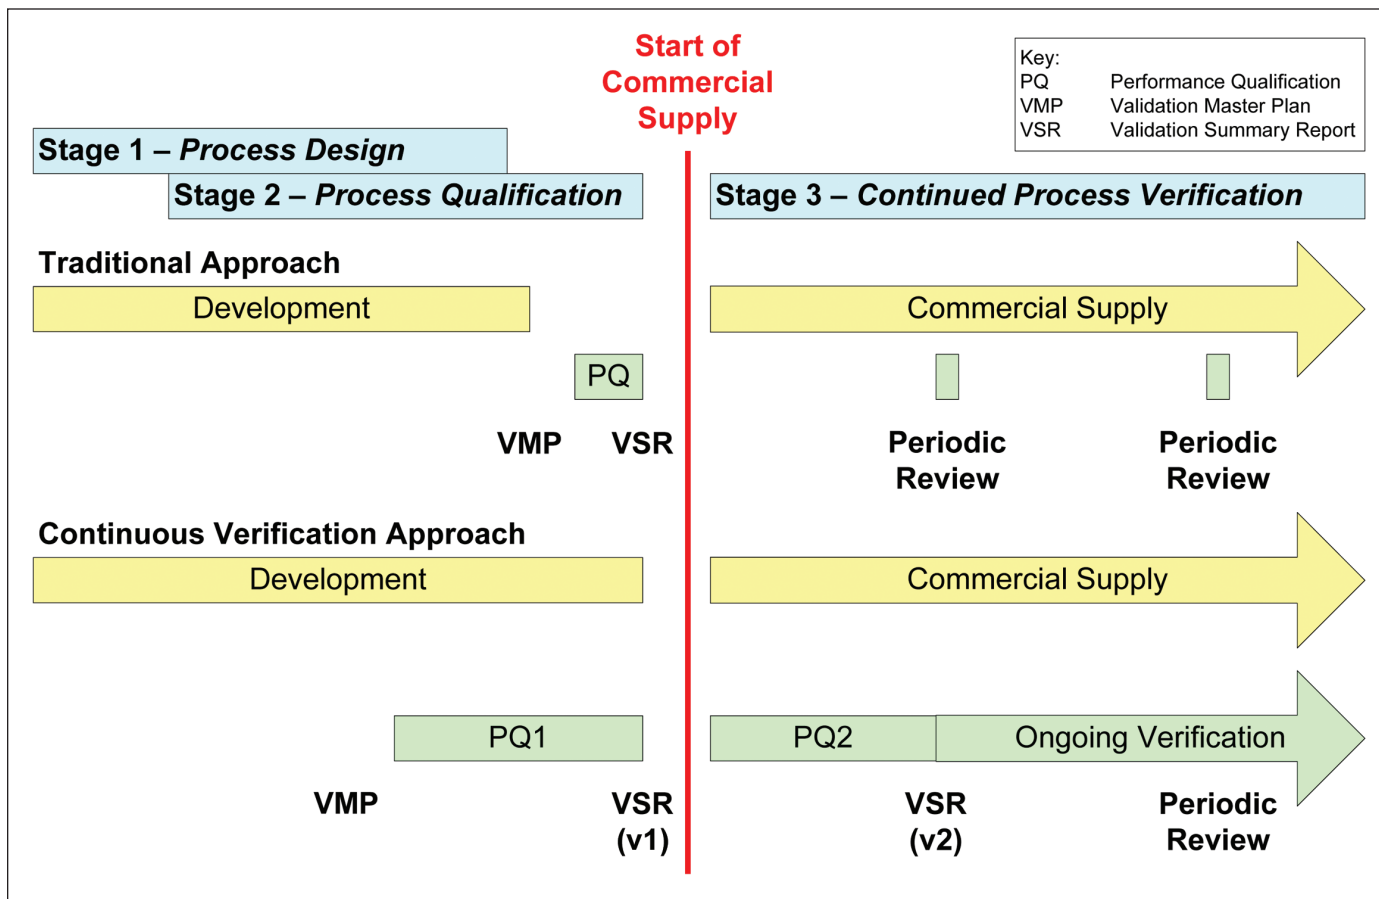 Start of
Commercial
Supply
Key:
PQ Performance Qualification
VMP Validation Master Plan
VSR Validation Summary Report
Stage 1 – Process Design
Stage 2 – Process Qualification
Stage 3 – Continued Process Verification
Traditional Approach
Development
Commercial Supply
PQ
VMP
VSR
Periodic
Review
Periodic
Review
Continuous Verification Approach
Development
Commercial Supply
PQ1
PQ2
Ongoing Verification
VMP
VSR
(v1)
VSR
(v2)
Periodic
Review